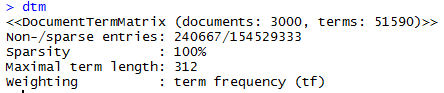 > dtm
<<DocumentTermMatrix (documents: 3000, terms: 51590)>>
Non-/sparse entries: 240667/154529333
Sparsity           : 100%
Maximal term length: 312
Weighting          : term frequency (tf)